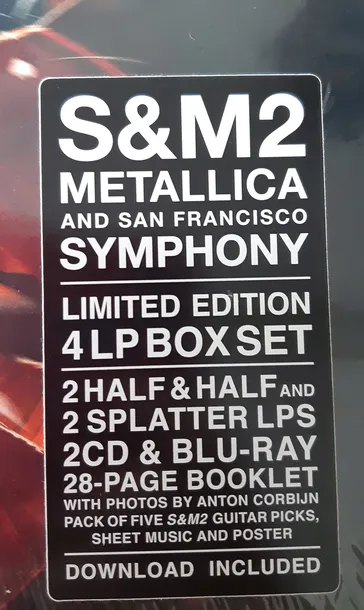 S&M2
METALLICA
AND SAN FRANCISCO
SYMPHONY
LIMITED EDITION
4 LP BOX SET
2 HALF & HALF AND
2 SPLATTER LPS
2CD & BLU-RAY
28-PAGE BOOKLET
WITH PHOTOS BY ANTON CORBIJN
PACK OF FIVE S&M2 GUITAR PICKS,
SHEET MUSIC AND POSTER
DOWNLOAD INCLUDED